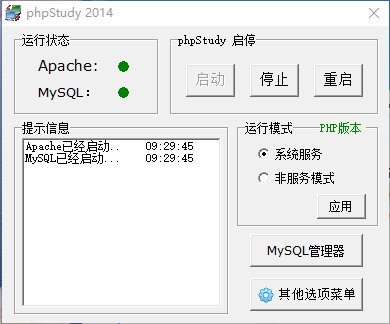 phpStudy 2014
运行状态
Apache:
MySQL:
phpStudy 启停
启动 停止 重启
提示信息
Apache已经启动.. 09:29:45
MySQL已经启动.. 09:29:45
运行模式 PHP版本
系统服务
非服务模式
应用
MySQL管理器
其他选项菜单